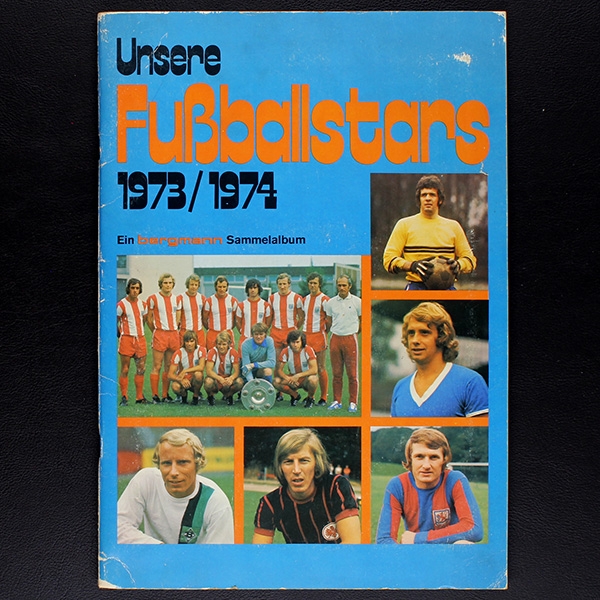 Unsere
Fußballstars
1973/1974
Ein bergmann Sammelalbum